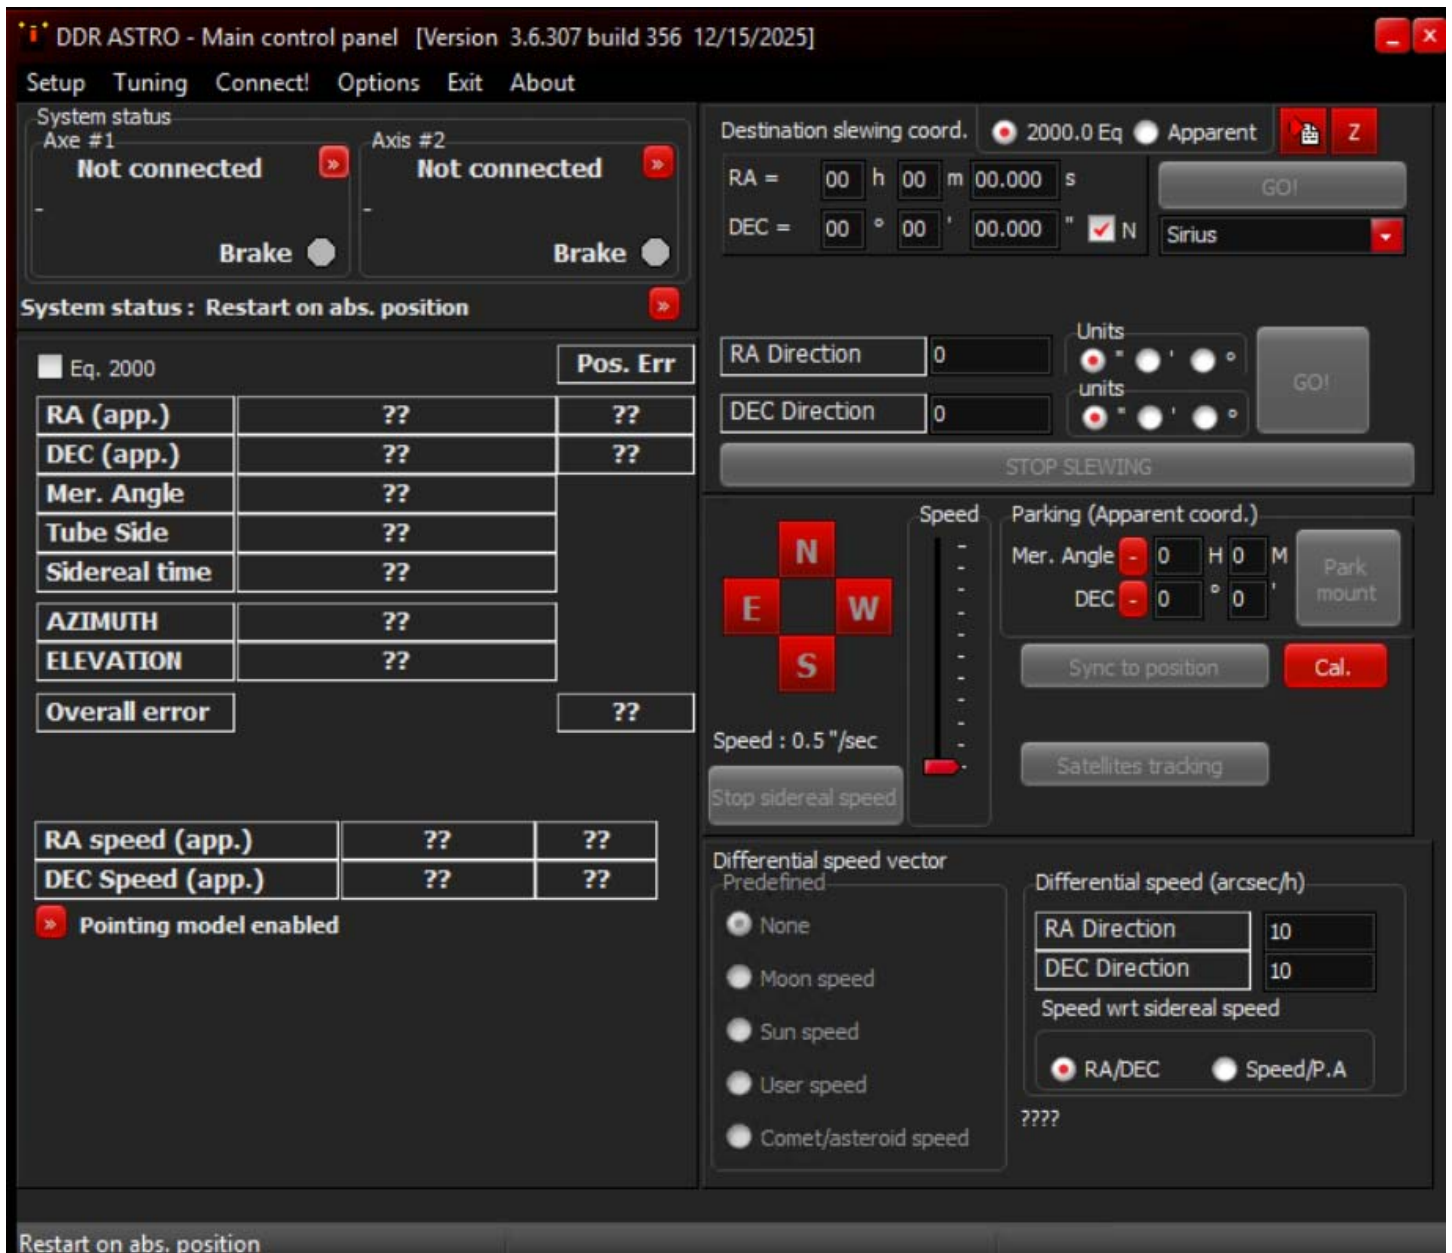 DDR ASTRO - Main control panel [Version 3.6.307 build 356 12/15/2025]
Setup Tuning Connect! Options Exit About
System status
Axe #1
Not connected »
-
Brake
Axis #2
Not connected »
-
Brake
System status : Restart on abs. position »
Eq. 2000 Pos. Err
RA (app.) ?? ??
DEC (app.) ?? ??
Mer. Angle ??
Tube Side ??
Sidereal time ??
AZIMUTH ??
ELEVATION ??
Overall error ??
RA speed (app.) ?? ??
DEC Speed (app.) ?? ??
» Pointing model enabled
Destination slewing coord. 2000.0 Eq Apparent Z
RA = 00 h 00 m 00.000 s GO!
DEC = 00 ° 00 ' 00.000 " N Sirius
Units
RA Direction 0 " ' °
GO!
units
DEC Direction 0 " ' °
STOP SLEWING
N
E W
S
Speed : 0.5 "/sec
Stop sidereal speed
Speed
Parking (Apparent coord.)
Mer. Angle - 0 H 0 M
DEC - 0 ° 0 '
Park
mount
Sync to position Cal.
Satellites tracking
Differential speed vector
Predefined
None
Moon speed
Sun speed
User speed
Comet/asteroid speed
Differential speed (arcsec/h)
RA Direction 10
DEC Direction 10
Speed wrt sidereal speed
RA/DEC Speed/P.A
????
Restart on abs. position